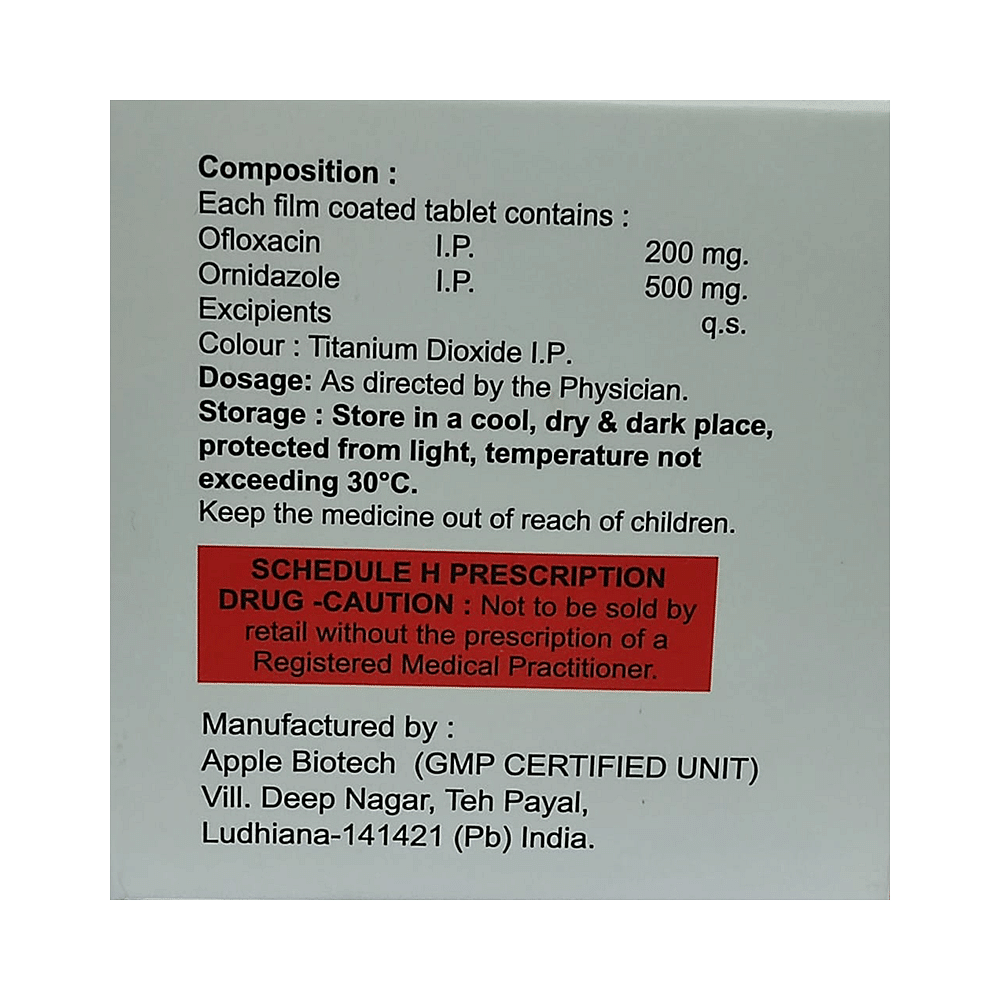 Composition :
Each film coated tablet contains :
Ofloxacin I.P. 200 mg.
Ornidazole I.P. 500 mg.
Excipients q.s.
Colour : Titanium Dioxide I.P.
Dosage: As directed by the Physician.
Storage : Store in a cool, dry & dark place,
protected from light, temperature not
exceeding 30°C.
Keep the medicine out of reach of children.
SCHEDULE H PRESCRIPTION
DRUG -CAUTION : Not to be sold by
retail without the prescription of a
Registered Medical Practitioner.
Manufactured by :
Apple Biotech (GMP CERTIFIED UNIT)
Vill. Deep Nagar, Teh Payal,
Ludhiana-141421 (Pb) India.